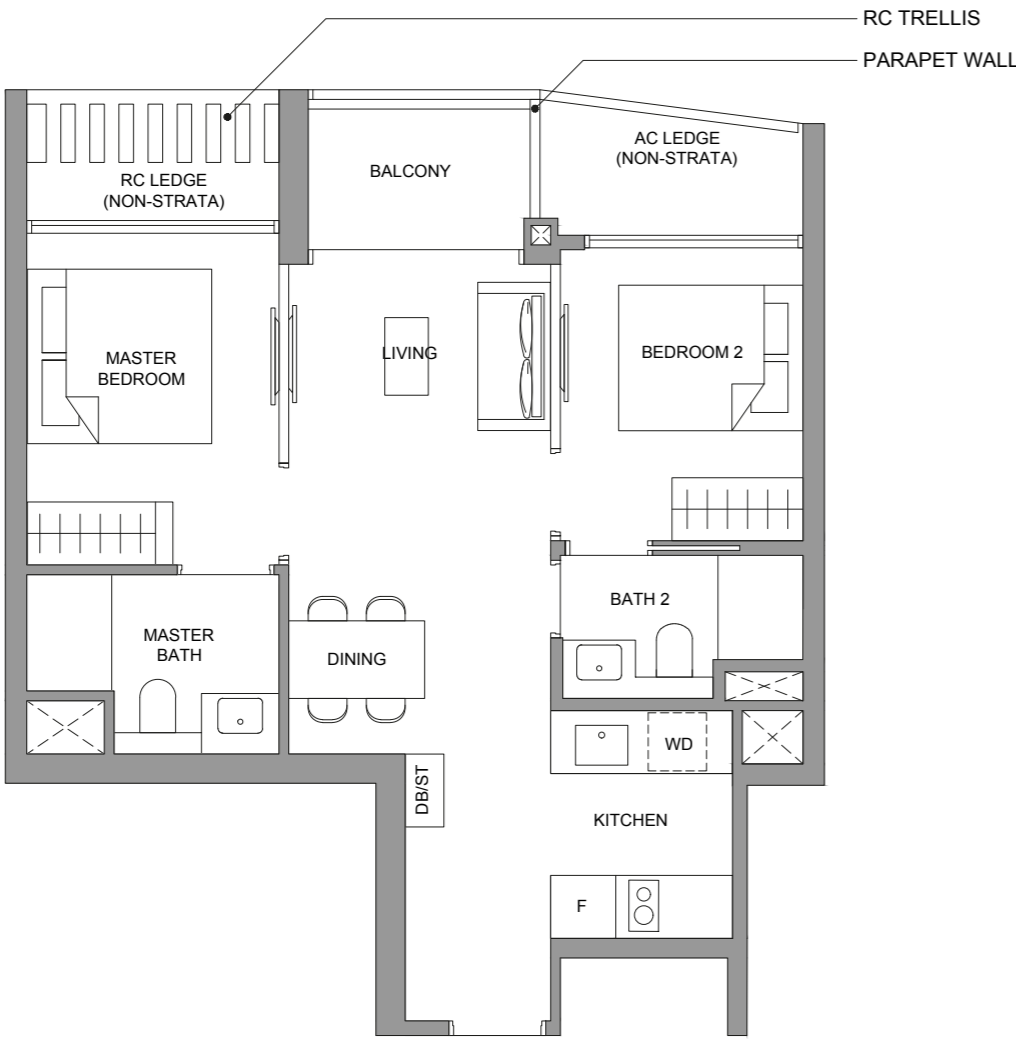 RC TRELLIS
PARAPET WALL
RC LEDGE
(NON-STRATA)
BALCONY
AC LEDGE
(NON-STRATA)
MASTER
BEDROOM
LIVING
BEDROOM 2
MASTER
BATH
DINING
BATH 2
DB/ST
WD
KITCHEN
F